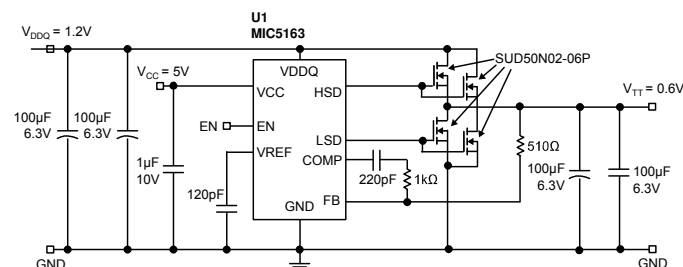 U1
MIC5163
VDDQ = 1.2V
SUD50N02-06P
VCC = 5V
VDDQ
VTT = 0.6V
VCC
HSD
100µF
6.3V
100µF
6.3V
EN
EN
LSD
VREF
COMP
510Ω
1µF
10V
220pF
1kΩ
100µF
6.3V
100µF
6.3V
120pF
GND
FB
GND
GND